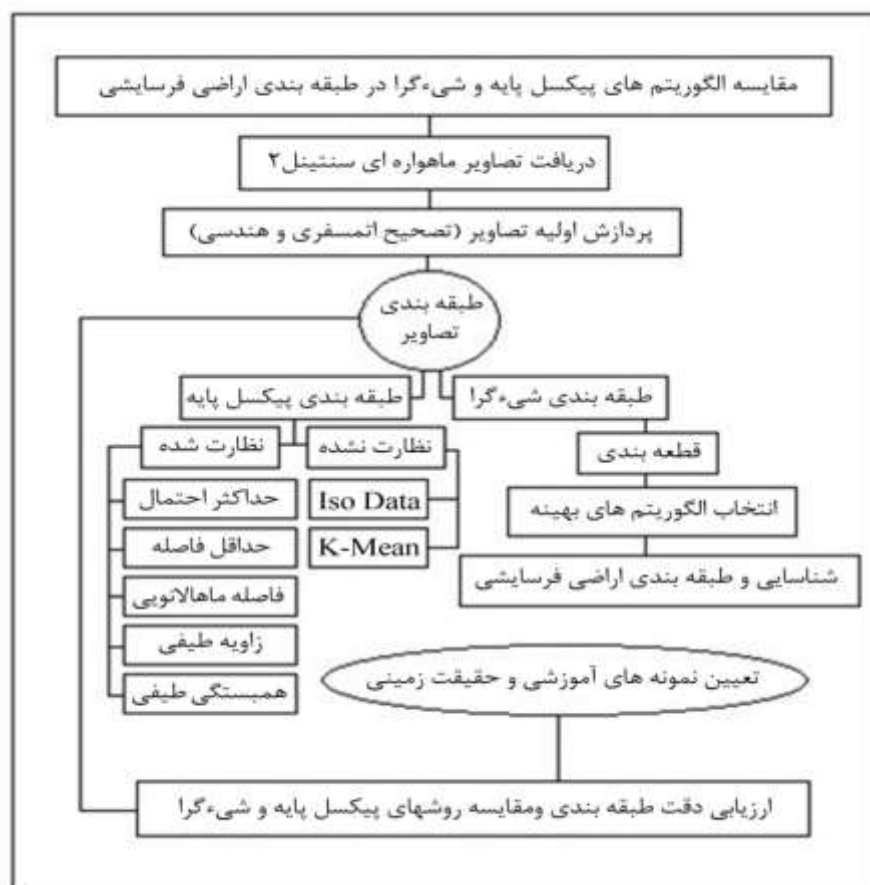 مقایسه الگوریتم های پیکسل پایه و شیءگرا در طبقه بندی اراضی فرسایشی
دریافت تصاویر ماهواره ای سنتینل۲
پردازش اولیه تصاویر (تصحیح اتمسفری و هندسی)
طبقه بندی
تصاویر
طبقه بندی شیءگرا
طبقه بندی پیکسل پایه
قطعه بندی
نظارت نشده
نظارت شده
انتخاب الگوریتم های بهینه
Iso Data
حداکثر احتمال
شناسایی و طبقه بندی اراضی فرسایشی
K-Mean
حداقل فاصله
فاصله ماهالانویی
زاویه طیفی
همبستگی طیفی
تعیین نمونه های آموزشی و حقیقت زمینی
ارزیابی دقت طبقه بندی ومقایسه روشهای پیکسل پایه و شیءگرا